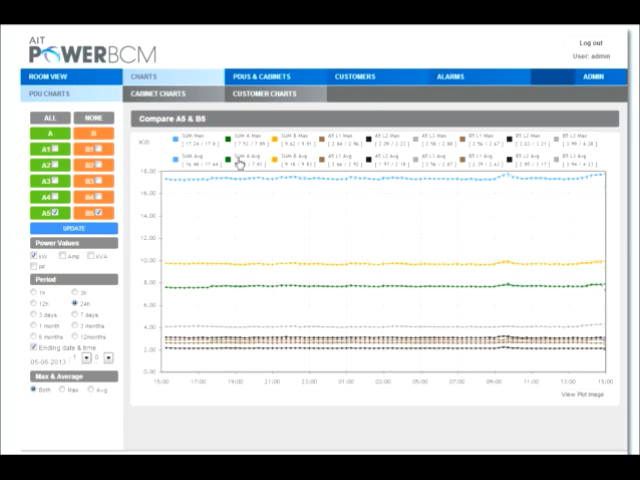 AIT
POWERBCM
Log out
User: admin
ROOM VIEW CHARTS PDUS & CABINETS CUSTOMERS ALARMS ADMIN
PDU CHARTS CABINET CHARTS CUSTOMER CHARTS
ALL NONE
A B
A1 B1
A2 B2
A3 B3
A4 B4
A5 B5
UPDATE
Power Values
kW Amp kVA
PF
Period
1h 3h
12h 24h
3 days 7 days
1 month 3 months
6 months 12months
Ending date & time
05-06-2013
Max & Average
Both Max Avg
Compare A5 & B5
KW
SUM Max SUM A Max SUM B Max A5 L1 Max A5 L2 Max A5 L3 Max B5 L1 Max B5 L2 Max B5 L3 Max
SUM Avg SUM A Avg SUM B Avg A5 L1 Avg A5 L2 Avg A5 L3 Avg B5 L1 Avg B5 L2 Avg B5 L3 Avg
18.00
16.00
14.00
10.00
8.00
6.00
4.00
2.00
0.00
15:00 17:00 19:00 21:00 23:00 01:00 03:00 05:00 07:00 09:00 11:00 13:00 15:00
View Plot Image